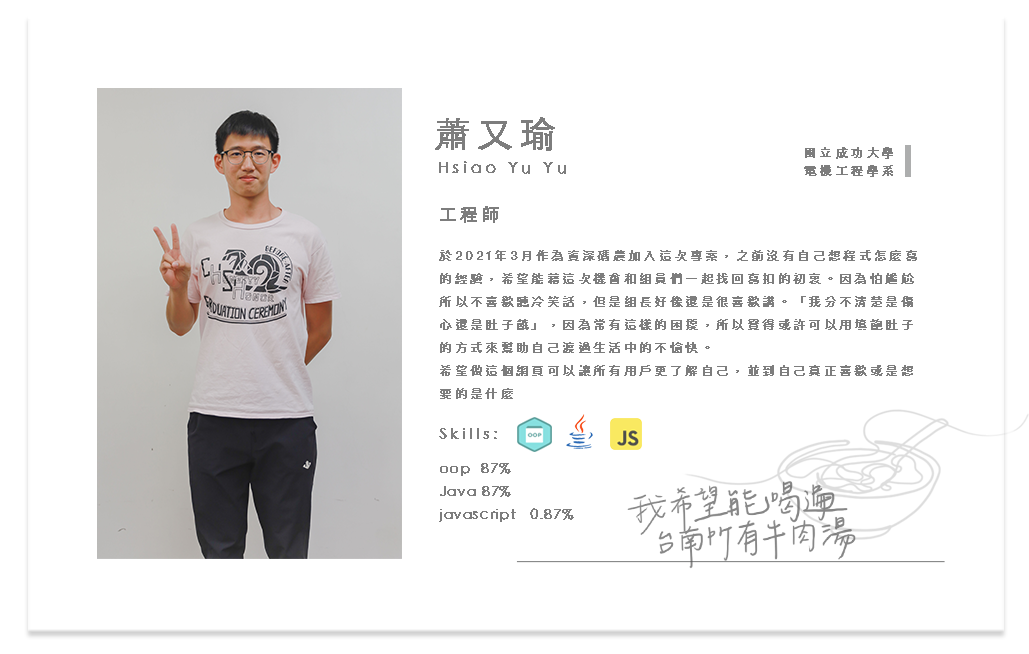 蕭又瑜
Hsiao Yu Yu
國立成功大學
電機工程學系
工程師
於2021年3月作為資深碼農加入這次專案，之前沒有自己想程式怎麼寫
的經驗，希望能藉這次機會和組員們一起找回寫扣的初衷。因為怕尷尬
所以不喜歡聽冷笑話，但是組長好像還是很喜歡講。「我分不清楚是傷
心還是肚子餓」，因為常有這樣的困擾，所以覺得或許可以用填飽肚子
的方式來幫助自己渡過生活中的不愉快。
希望做這個網頁可以讓所有用戶更了解自己，並到自己真正喜歡或是想
要的是什麼
Skills:
OOP
JS
oop 87%
Java 87%
javascript 0.87%
我希望能喝遍
台南所有牛肉湯
BEFORE·AFTER
CHSH
HONOR
GRADUATION CEREMONY